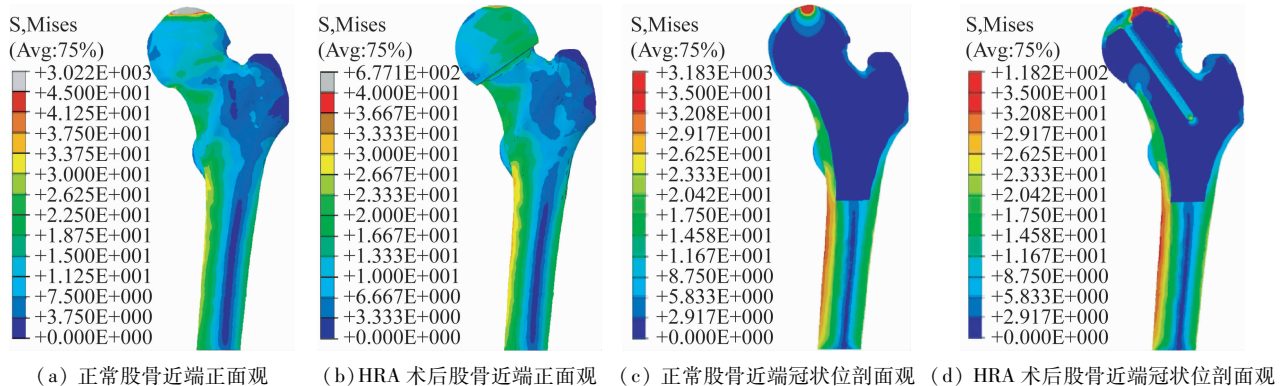 S,Mises
(Avg:75%)
+3.022E+003
+4.500E+001
+4.125E+001
+3.750E+001
+3.375E+001
+3.000E+001
+2.625E+001
+2.250E+001
+1.875E+001
+1.500E+001
+1.125E+001
+7.500E+000
+3.750E+000
+0.000E+000
(a) 正常股骨近端正面观
S,Mises
(Avg:75%)
+6.771E+002
+4.000E+001
+3.667E+001
+3.333E+001
+3.000E+001
+2.667E+001
+2.333E+001
+2.000E+001
+1.667E+001
+1.333E+001
+1.000E+001
+6.667E+000
+3.333E+000
+0.000E+000
(b)HRA 术后股骨近端正面观
S,Mises
(Avg:75%)
+3.183E+003
+3.500E+001
+3.208E+001
+2.917E+001
+2.625E+001
+2.333E+001
+2.042E+001
+1.750E+001
+1.458E+001
+1.167E+001
+8.750E+000
+5.833E+000
+2.917E+000
+0.000E+000
(c) 正常股骨近端冠状位剖面观
S,Mises
(Avg:75%)
+1.182E+002
+3.500E+001
+3.208E+001
+2.917E+001
+2.625E+001
+2.333E+001
+2.042E+001
+1.750E+001
+1.458E+001
+1.167E+001
+8.750E+000
+5.833E+000
+2.917E+000
+0.000E+000
(d) HRA 术后股骨近端冠状位剖面观